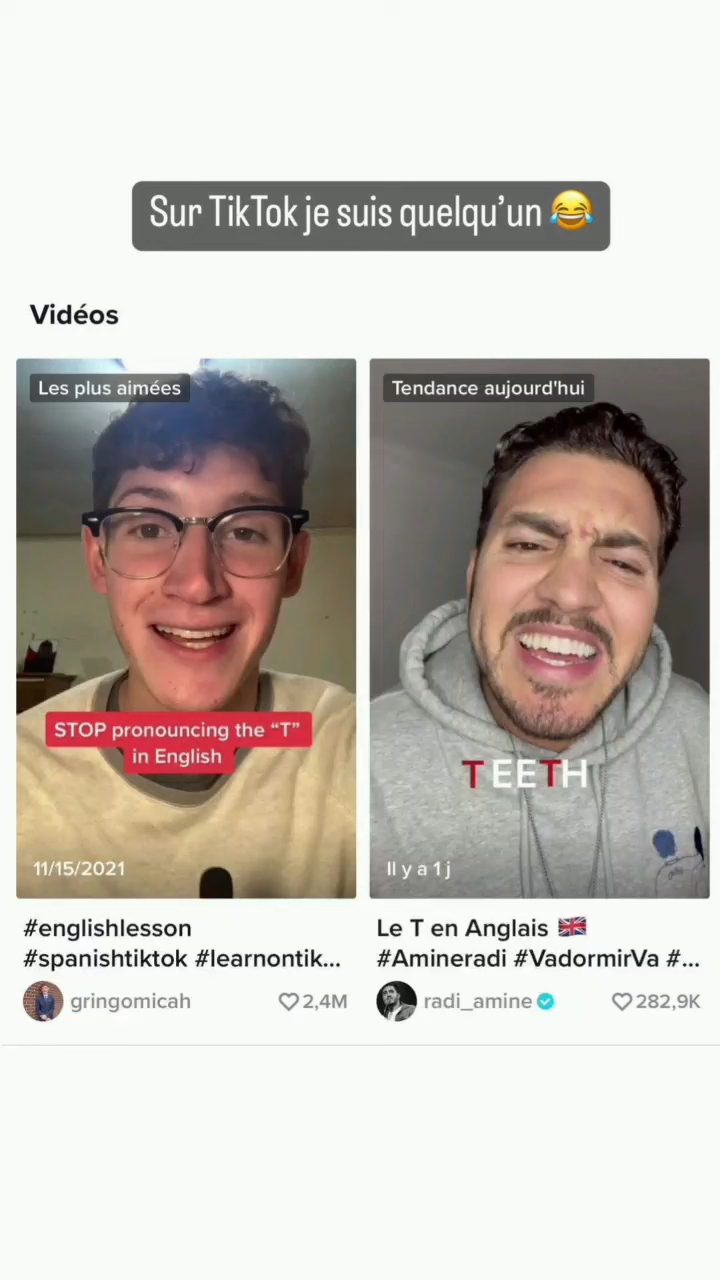 Sur TikTok je suis quelqu’un 😂
Vidéos
Les plus aimées
STOP pronouncing the “T”
in English
11/15/2021
#englishlesson
#spanishtiktok #learnontik...
gringomicah
2,4M
Tendance aujourd'hui
TEETH
Il y a 1 j
Le T en Anglais 🇬🇧
#Amineradi #VadormirVa #...
radi_amine
282,9K